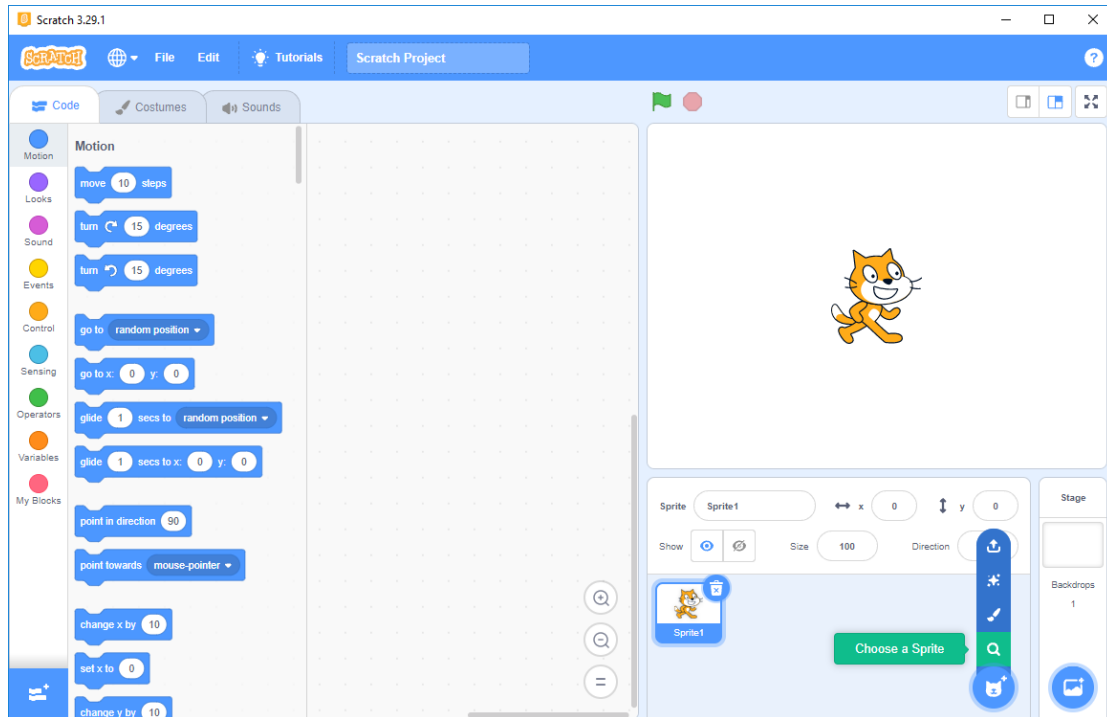 Scratch 3.29.1
SCRATCH File Edit Tutorials Scratch Project ?
Code Costumes Sounds
Motion
Looks
Sound
Events
Control
Sensing
Operators
Variables
My Blocks
Motion
move 10 steps
turn 15 degrees
turn 15 degrees
go to random position
go to x: 0 y: 0
glide 1 secs to random position
glide 1 secs to x: 0 y: 0
point in direction 90
point towards mouse-pointer
change x by 10
set x to 0
change y by 10
Sprite Sprite1 x 0 y 0
Show Size 100 Direction
Sprite1
Choose a Sprite
Stage
Backdrops
1